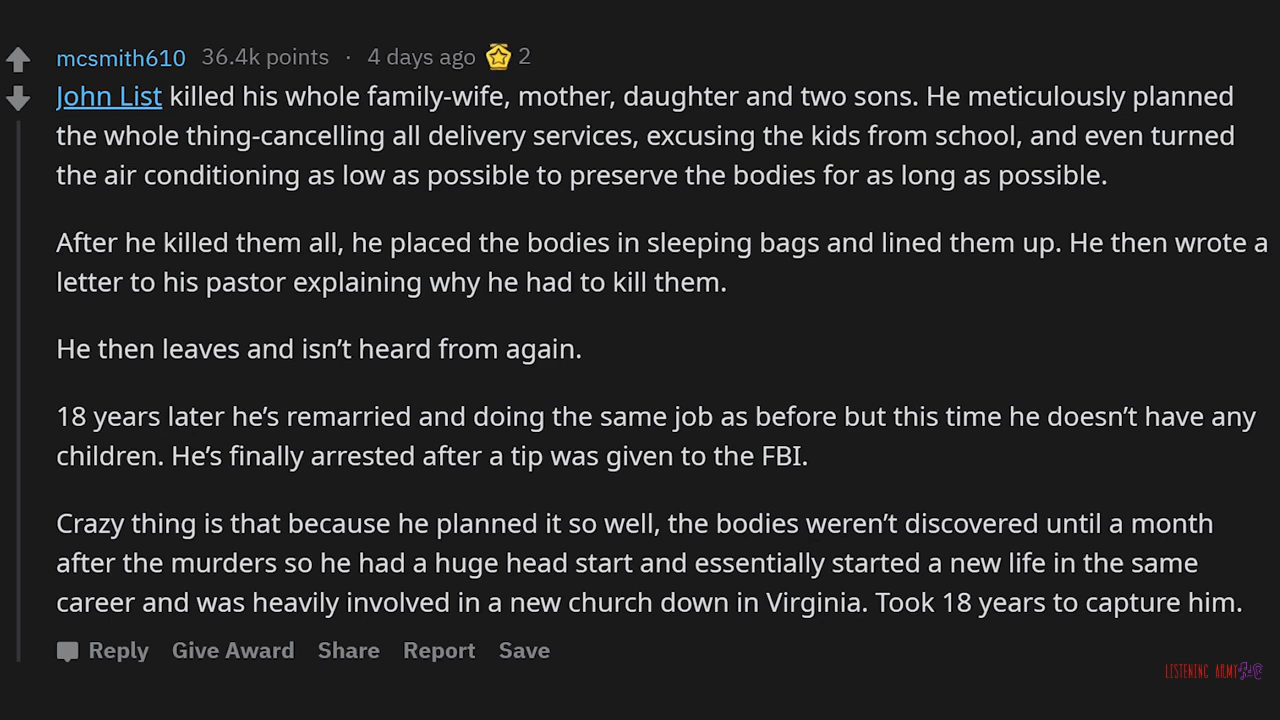 mcsmith610 36.4k points · 4 days ago 2
John List killed his whole family-wife, mother, daughter and two sons. He meticulously planned
the whole thing-cancelling all delivery services, excusing the kids from school, and even turned
the air conditioning as low as possible to preserve the bodies for as long as possible.
After he killed them all, he placed the bodies in sleeping bags and lined them up. He then wrote a
letter to his pastor explaining why he had to kill them.
He then leaves and isn’t heard from again.
18 years later he’s remarried and doing the same job as before but this time he doesn’t have any
children. He’s finally arrested after a tip was given to the FBI.
Crazy thing is that because he planned it so well, the bodies weren’t discovered until a month
after the murders so he had a huge head start and essentially started a new life in the same
career and was heavily involved in a new church down in Virginia. Took 18 years to capture him.
Reply Give Award Share Report Save
LISTENING ARMY